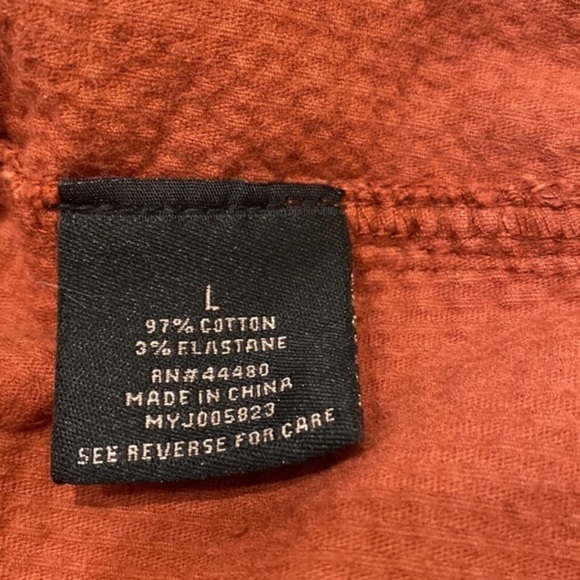 L
97% COTTON
3% ELASTANE
RN#44480
MADE IN CHINA
MYJ005823
SEE REVERSE FOR CARE